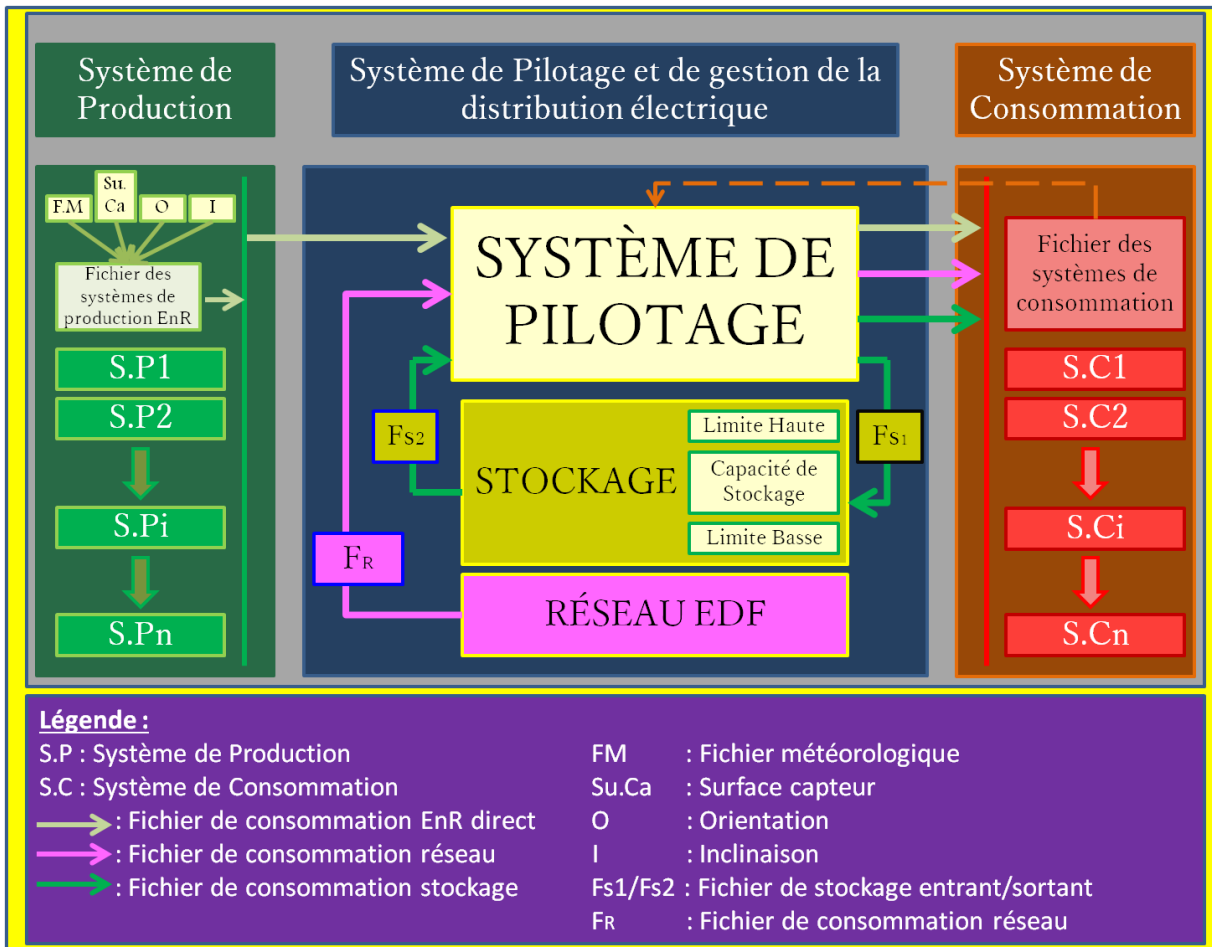 Système de
Production
Système de Pilotage et de gestion de la
distribution électrique
Système de
Consommation
F.M
Su.
Ca
O
I
Fichier des
systèmes de
production EnR
S.P1
S.P2
S.Pi
S.Pn
SYSTÈME DE
PILOTAGE
Fs2
Fs1
STOCKAGE
Limite Haute
Capacité de
Stockage
Limite Basse
FR
RÉSEAU EDF
Fichier des
systèmes de
consommation
S.C1
S.C2
S.Ci
S.Cn
Légende :
S.P : Système de Production
S.C : Système de Consommation
: Fichier de consommation EnR direct
: Fichier de consommation réseau
: Fichier de consommation stockage
FM : Fichier météorologique
Su.Ca : Surface capteur
O : Orientation
I : Inclinaison
Fs1/Fs2 : Fichier de stockage entrant/sortant
FR : Fichier de consommation réseau